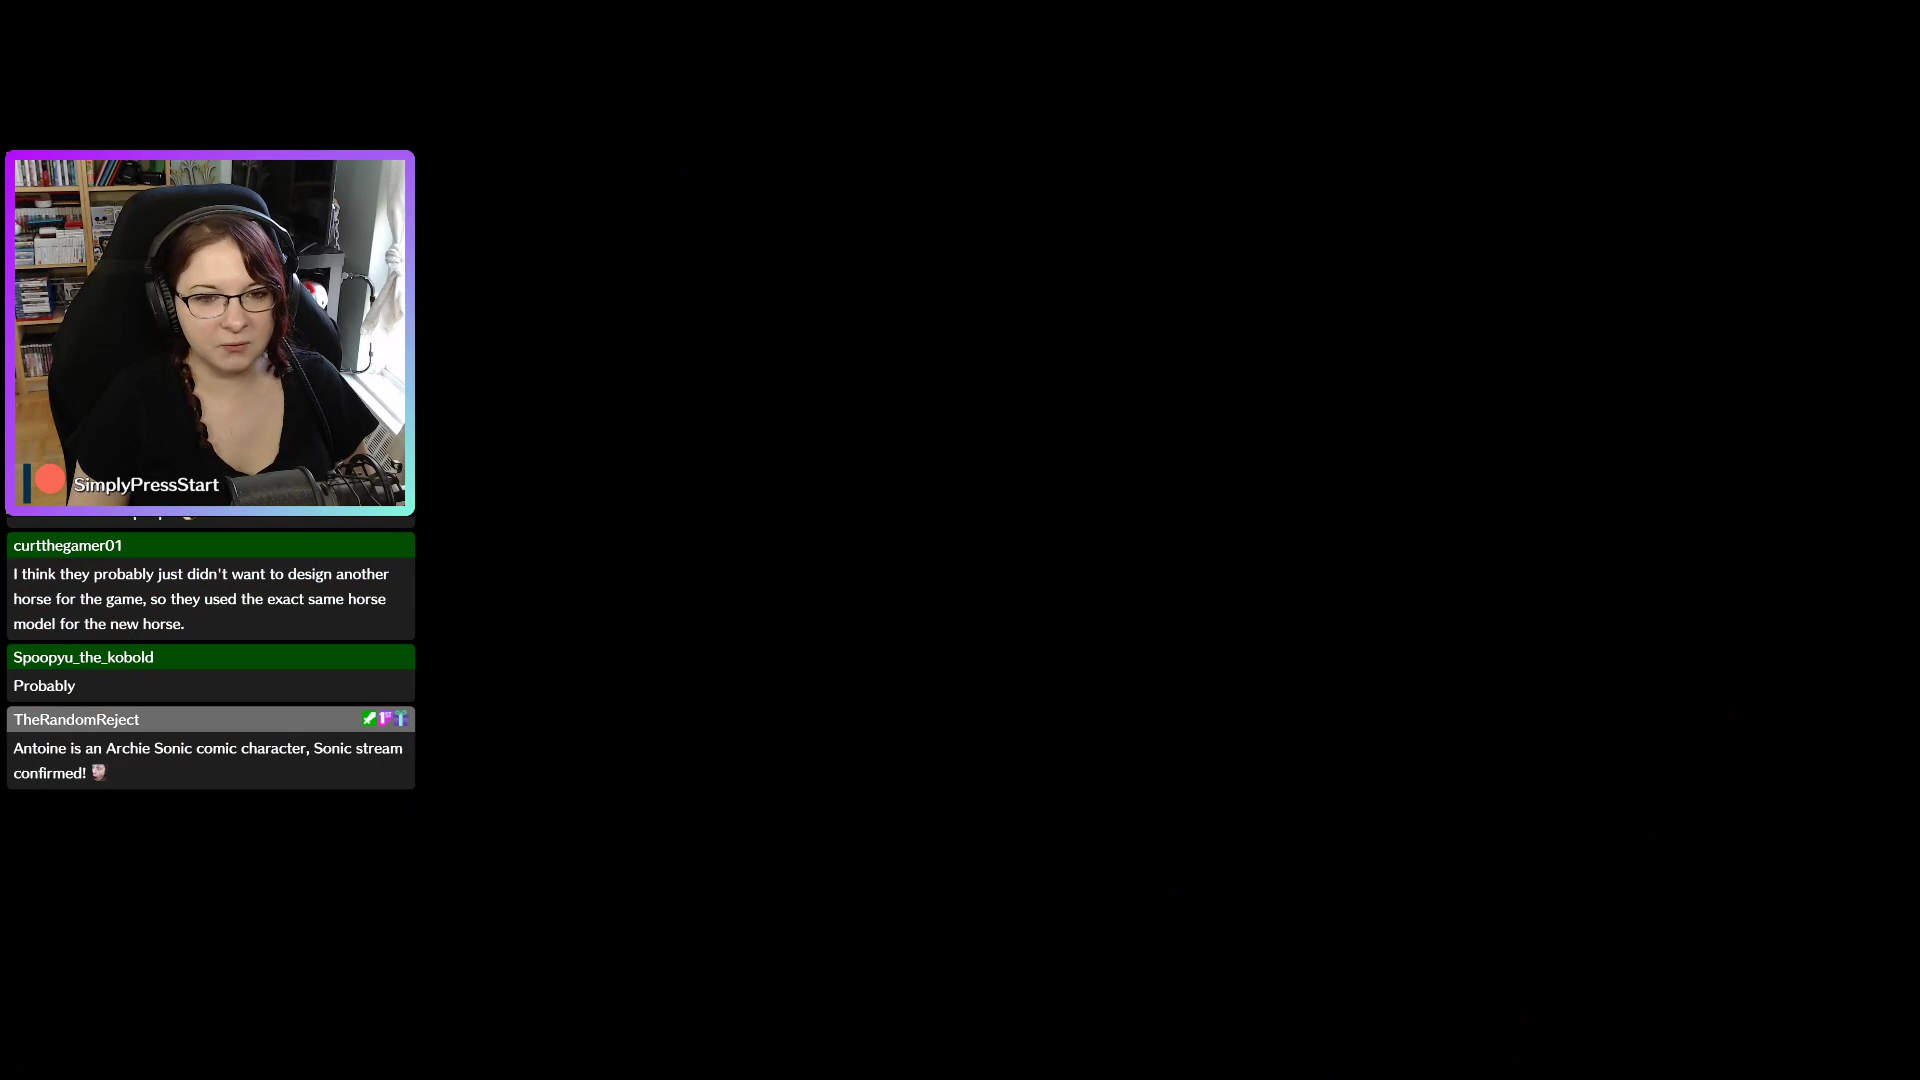 SimplyPressStart
curtthegamer01
I think they probably just didn't want to design another
horse for the game, so they used the exact same horse
model for the new horse.
Spoopyu_the_kobold
Probably
TheRandomReject
Antoine is an Archie Sonic comic character, Sonic stream
confirmed!